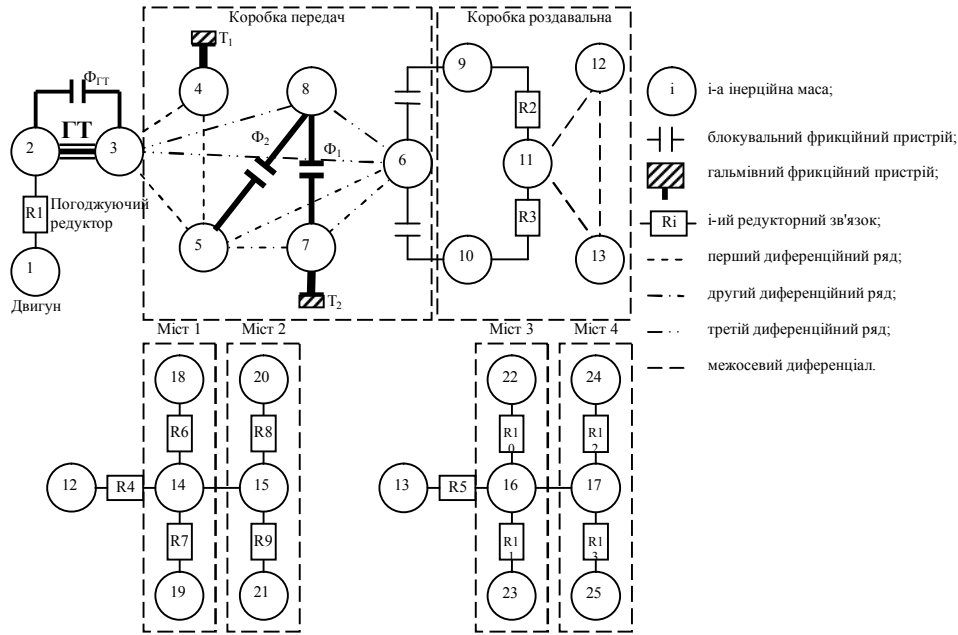 Коробка передач
Коробка роздавальна
T1
ФГТ
4
8
9
12
i
i-а інерційна маса;
R2
ГТ
2
3
Ф2
Ф1
6
11
блокувальний фрикційний пристрій;
гальмівний фрикційний пристрій;
R1
Погоджуючий
редуктор
R3
Ri
i-ий редукторний зв'язок;
5
7
10
13
1
перший диференційний ряд;
Двигун
T2
другий диференційний ряд;
Міст 1
Міст 2
Міст 3
Міст 4
третій диференційний ряд;
межосевий диференціал.
18
20
22
24
R6
R8
R10
R12
12
R4
14
15
13
R5
16
17
R7
R9
R11
R13
19
21
23
25